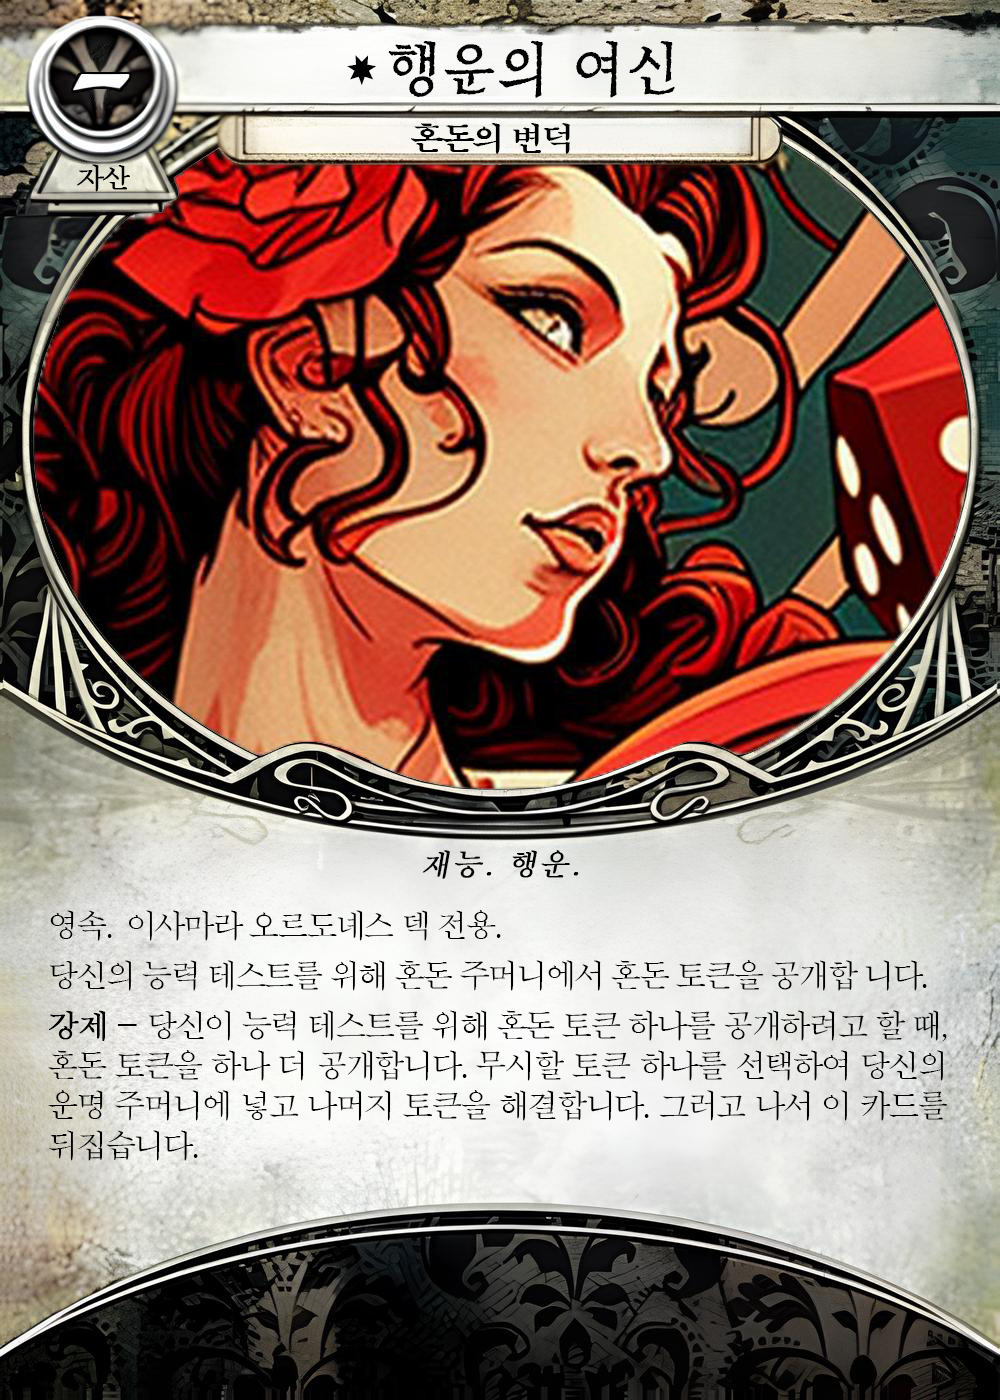 행운의 여신
혼돈의 변덕
자산
재능. 행운.
영속. 이사마라 오르도녜스 덱 전용.
당신의 능력 테스트를 위해 혼돈 주머니에서 혼돈 토큰을 공개합 니다.
강제 – 당신이 능력 테스트를 위해 혼돈 토큰 하나를 공개하려고 할 때,
혼돈 토큰을 하나 더 공개합니다. 무시할 토큰 하나를 선택하여 당신의
운명 주머니에 넣고 나머지 토큰을 해결합니다. 그러고 나서 이 카드를
뒤집습니다.